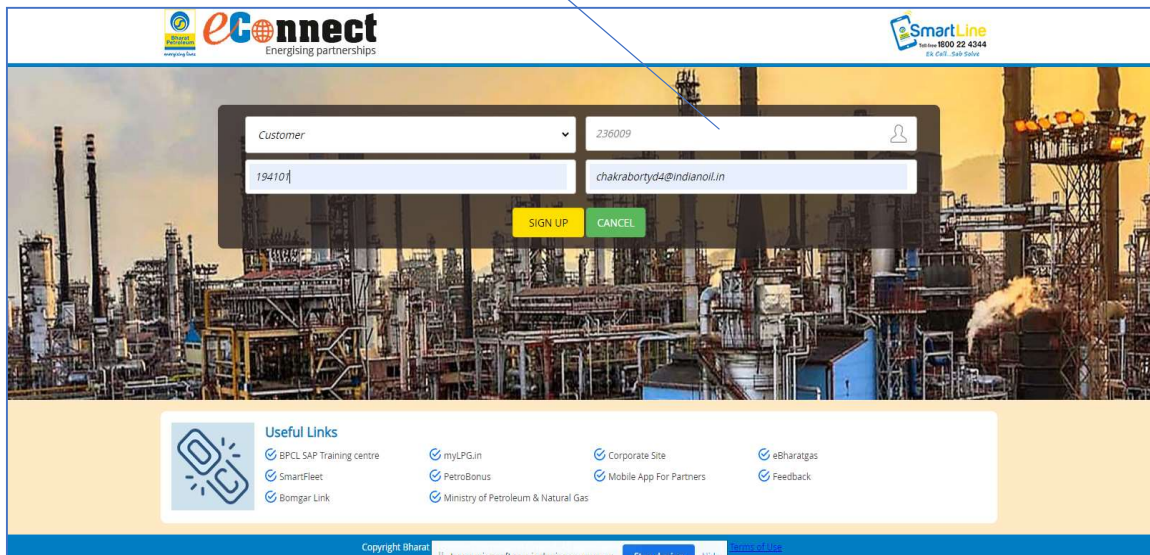 Bharat
Petroleum
energising lives
eConnect
Energising partnerships
SmartLine
Toll-free 1800 22 4344
Ek Call.. Sab Solve
Customer
236009
194101
chakrabortyd4@indianoil.in
SIGN UP CANCEL
Useful Links
BPCL SAP Training centre myLPG.in Corporate Site eBharatgas
SmartFleet PetroBonus Mobile App For Partners Feedback
Bomgar Link Ministry of Petroleum & Natural Gas
Copyright Bharat
Terms of Use